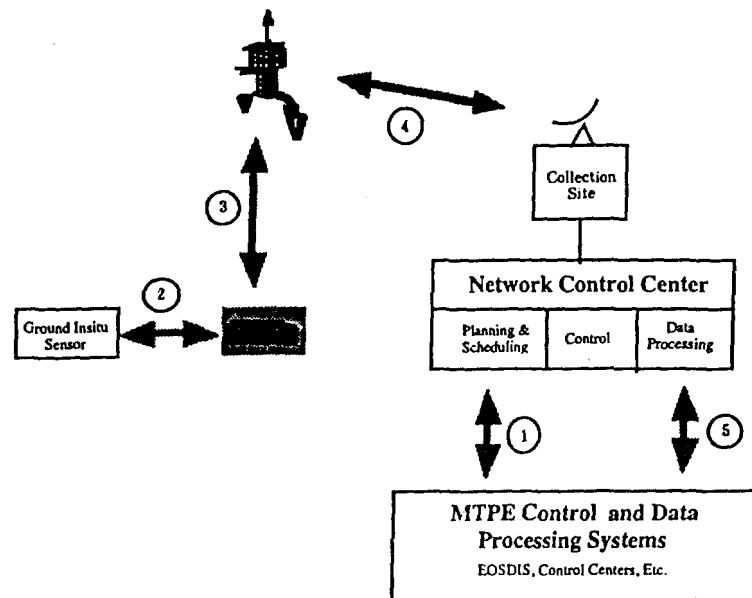 4
Collection
Site
3
Network Control Center
2
Ground Insitu
Sensor
Planning &
Scheduling
Control
Data
Processing
1
5
MTPE Control and Data
Processing Systems
EOSDIS, Control Centers, Etc.